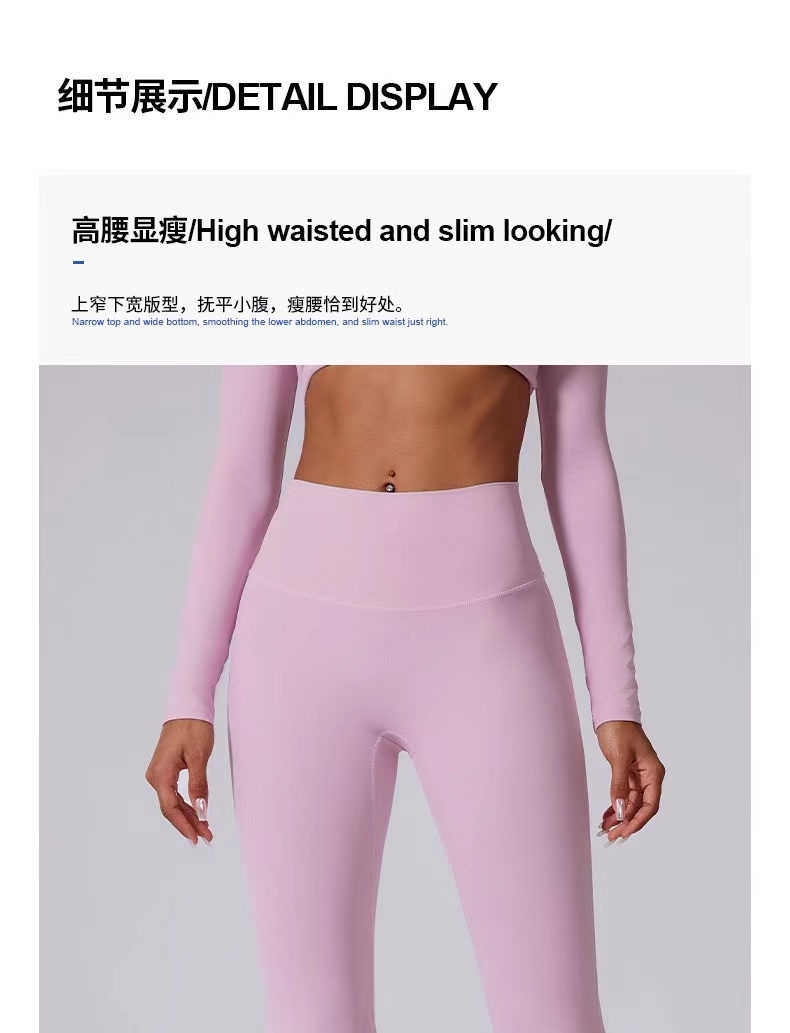 细节展示/DETAIL DISPLAY
高腰显瘦/High waisted and slim looking/
上窄下宽版型，抚平小腹，瘦腰恰到好处。
Narrow top and wide bottom, smoothing the lower abdomen, and slim waist just right.